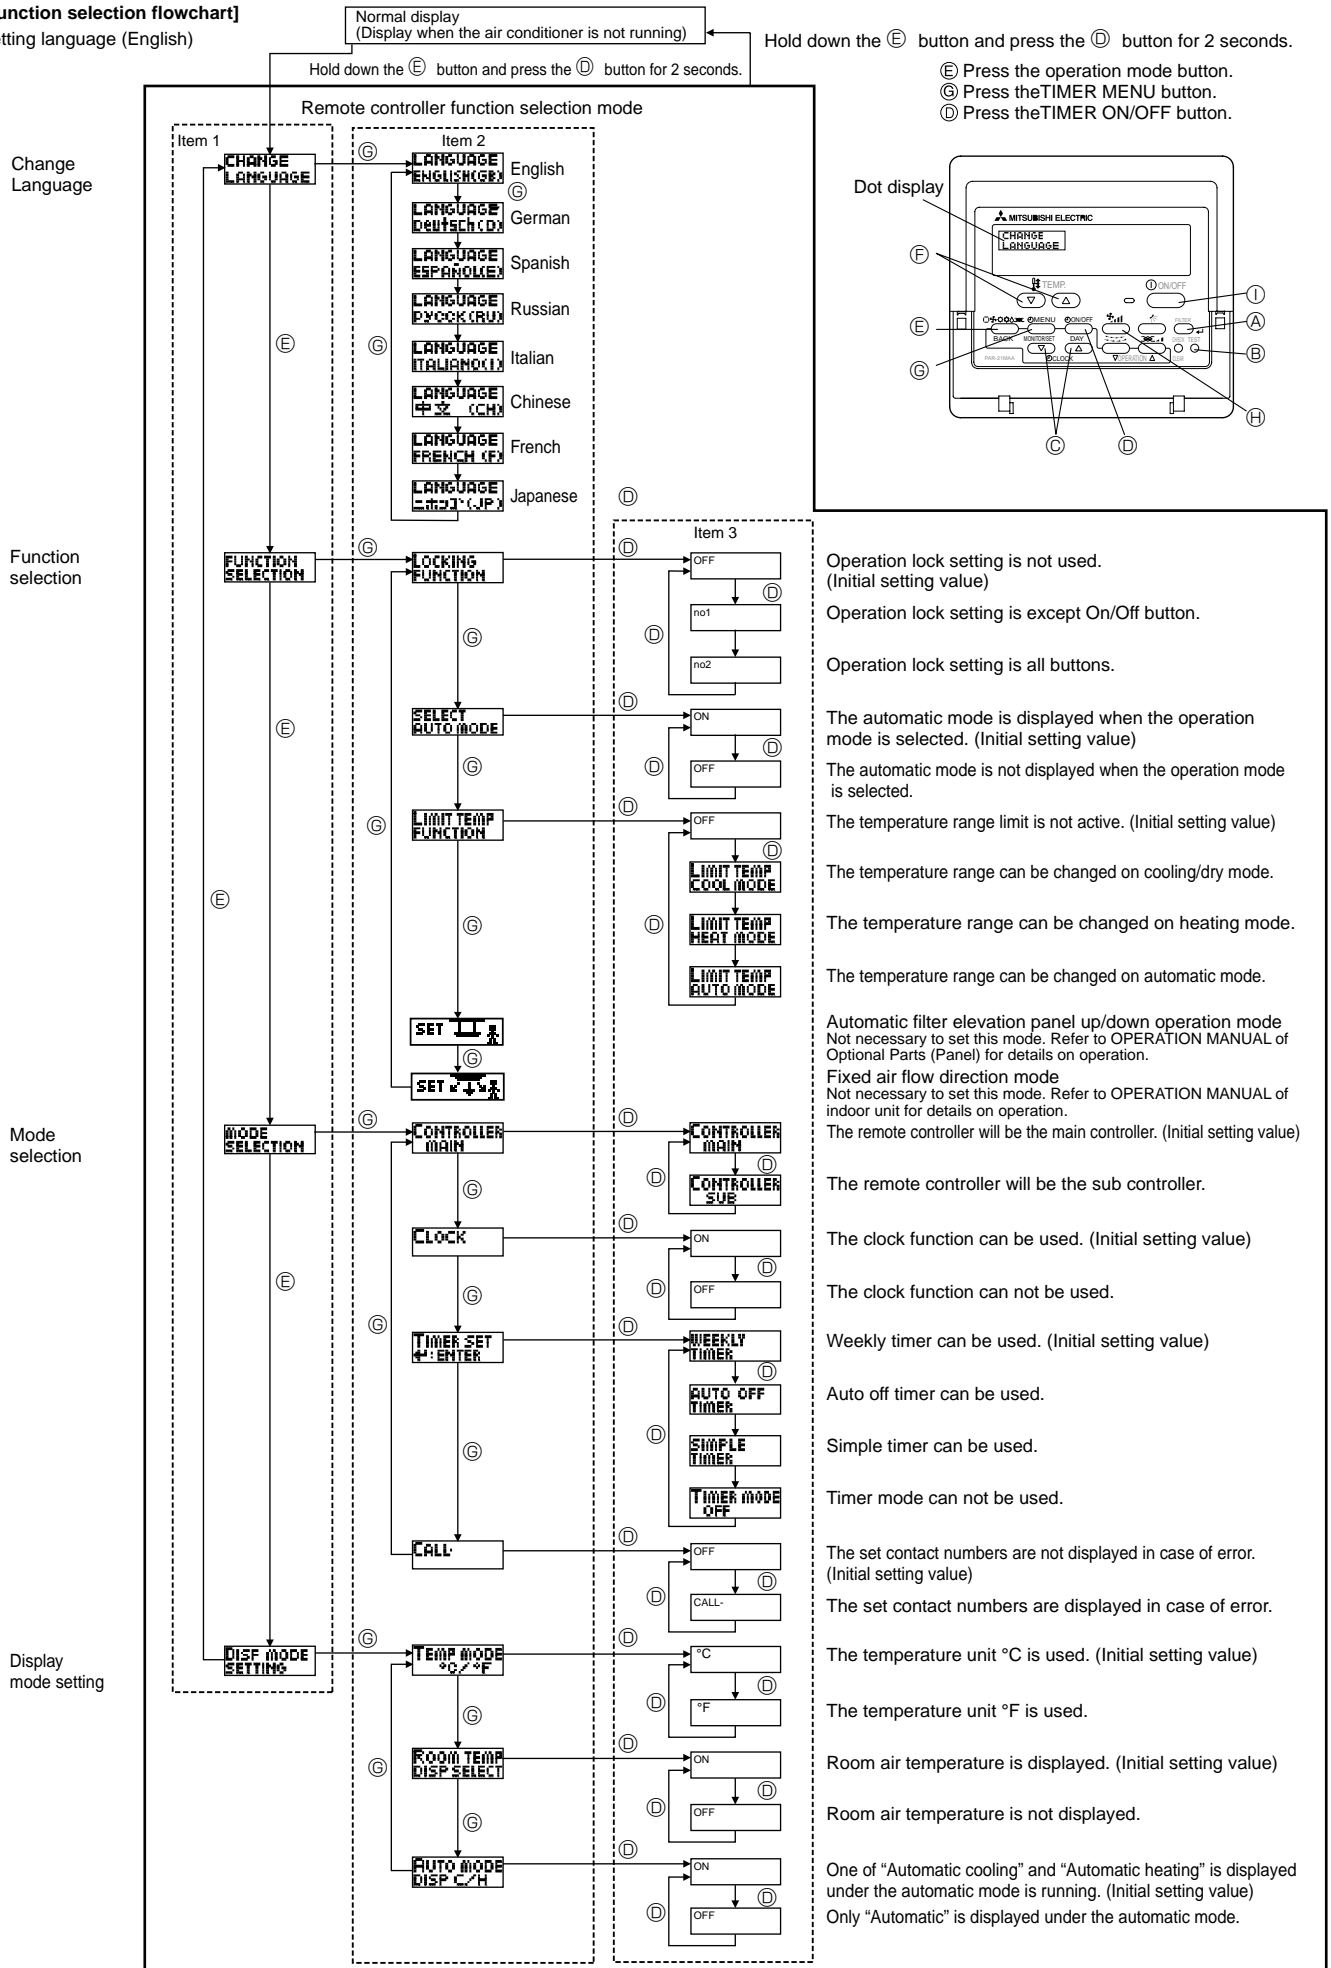 unction selection flowchart]
etting language (English)
Normal display
(Display when the air conditioner is not running)
Hold down the Ⓔ button and press the Ⓓ button for 2 seconds.
Hold down the Ⓔ button and press the Ⓓ button for 2 seconds.
Ⓔ Press the operation mode button.
Ⓖ Press theTIMER MENU button.
Ⓓ Press theTIMER ON/OFF button.
Remote controller function selection mode
Item 1
Item 2
Change
Language
CHANGE
LANGUAGE
Ⓖ
LANGUAGE
ENGLISH(GB)
English
Ⓖ
LANGUAGE
Deutsch(D)
German
LANGUAGE
ESPAÑOL(E)
Spanish
LANGUAGE
РУССК(RU)
Russian
Ⓔ
Ⓖ
LANGUAGE
ITALIANO(I)
Italian
LANGUAGE
中文 (CH)
Chinese
LANGUAGE
FRENCH (F)
French
LANGUAGE
ニホンゴ(JP)
Japanese
Ⓓ
Dot display
MITSUBISHI ELECTRIC
CHANGE
LANGUAGE
TEMP.
ON/OFF
Ⓕ
Ⓘ
Ⓔ
MENU
ON/OFF
FILTER
Ⓐ
BACK
MONITOR/SET
DAY
CHECK
TEST
Ⓑ
PAR-21MAA
CLOCK
OPERATION
CLEAR
Ⓖ
Ⓗ
Ⓒ
Ⓓ
Item 3
Function
selection
FUNCTION
SELECTION
Ⓖ
LOCKING
FUNCTION
Ⓓ
OFF
Operation lock setting is not used.
(Initial setting value)
Ⓓ
no1
Operation lock setting is except On/Off button.
Ⓖ
Ⓓ
no2
Operation lock setting is all buttons.
Ⓔ
SELECT
AUTO MODE
Ⓓ
ON
The automatic mode is displayed when the operation
mode is selected. (Initial setting value)
Ⓓ
Ⓖ
Ⓓ
OFF
The automatic mode is not displayed when the operation mode
is selected.
Ⓖ
LIMIT TEMP
FUNCTION
Ⓓ
OFF
The temperature range limit is not active. (Initial setting value)
Ⓓ
LIMIT TEMP
COOL MODE
The temperature range can be changed on cooling/dry mode.
Ⓔ
Ⓖ
Ⓓ
LIMIT TEMP
HEAT MODE
The temperature range can be changed on heating mode.
LIMIT TEMP
AUTO MODE
The temperature range can be changed on automatic mode.
SET
Automatic filter elevation panel up/down operation mode
Not necessary to set this mode. Refer to OPERATION MANUAL of
Optional Parts (Panel) for details on operation.
Ⓖ
SET
Fixed air flow direction mode
Not necessary to set this mode. Refer to OPERATION MANUAL of
indoor unit for details on operation.
Mode
selection
MODE
SELECTION
Ⓖ
CONTROLLER
MAIN
Ⓓ
CONTROLLER
MAIN
The remote controller will be the main controller. (Initial setting value)
Ⓓ
Ⓖ
Ⓓ
CONTROLLER
SUB
The remote controller will be the sub controller.
CLOCK
Ⓓ
ON
The clock function can be used. (Initial setting value)
Ⓓ
Ⓔ
Ⓖ
Ⓓ
OFF
The clock function can not be used.
Ⓖ
TIMER SET
↵:ENTER
Ⓓ
WEEKLY
TIMER
Weekly timer can be used. (Initial setting value)
Ⓓ
AUTO OFF
TIMER
Auto off timer can be used.
Ⓖ
Ⓓ
SIMPLE
TIMER
Simple timer can be used.
TIMER MODE
OFF
Timer mode can not be used.
CALL-
Ⓓ
OFF
The set contact numbers are not displayed in case of error.
(Initial setting value)
Ⓓ
Ⓓ
CALL-
The set contact numbers are displayed in case of error.
Display
mode setting
DISP MODE
SETTING
Ⓖ
TEMP MODE
°C/°F
Ⓓ
°C
The temperature unit °C is used. (Initial setting value)
Ⓓ
Ⓖ
Ⓓ
°F
The temperature unit °F is used.
Ⓖ
ROOM TEMP
DISP SELECT
Ⓓ
ON
Room air temperature is displayed. (Initial setting value)
Ⓓ
Ⓖ
Ⓓ
OFF
Room air temperature is not displayed.
AUTO MODE
DISP C/H
Ⓓ
ON
One of “Automatic cooling” and “Automatic heating” is displayed
under the automatic mode is running. (Initial setting value)
Ⓓ
Ⓓ
OFF
Only “Automatic” is displayed under the automatic mode.